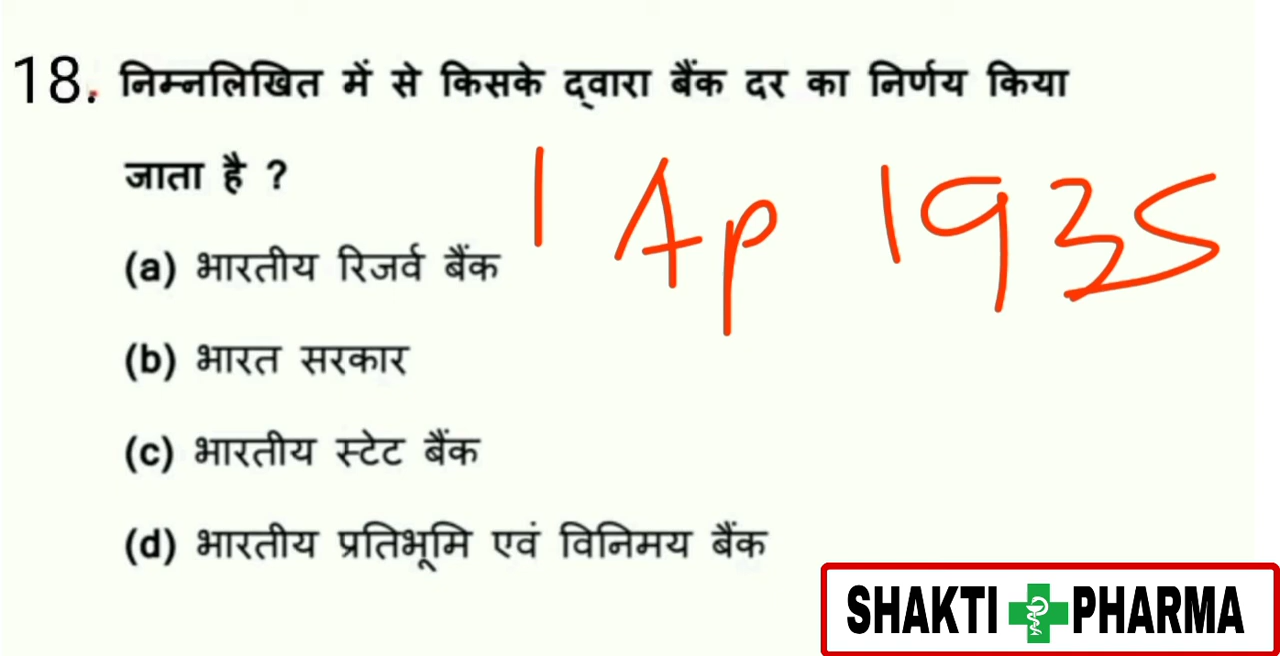 18. निम्नलिखित में से किसके द्वारा बैंक दर का निर्णय किया
जाता है ?
1 Ap 1935
(a) भारतीय रिजर्व बैंक
(b) भारत सरकार
(c) भारतीय स्टेट बैंक
(d) भारतीय प्रतिभूमि एवं विनिमय बैंक
SHAKTI PHARMA